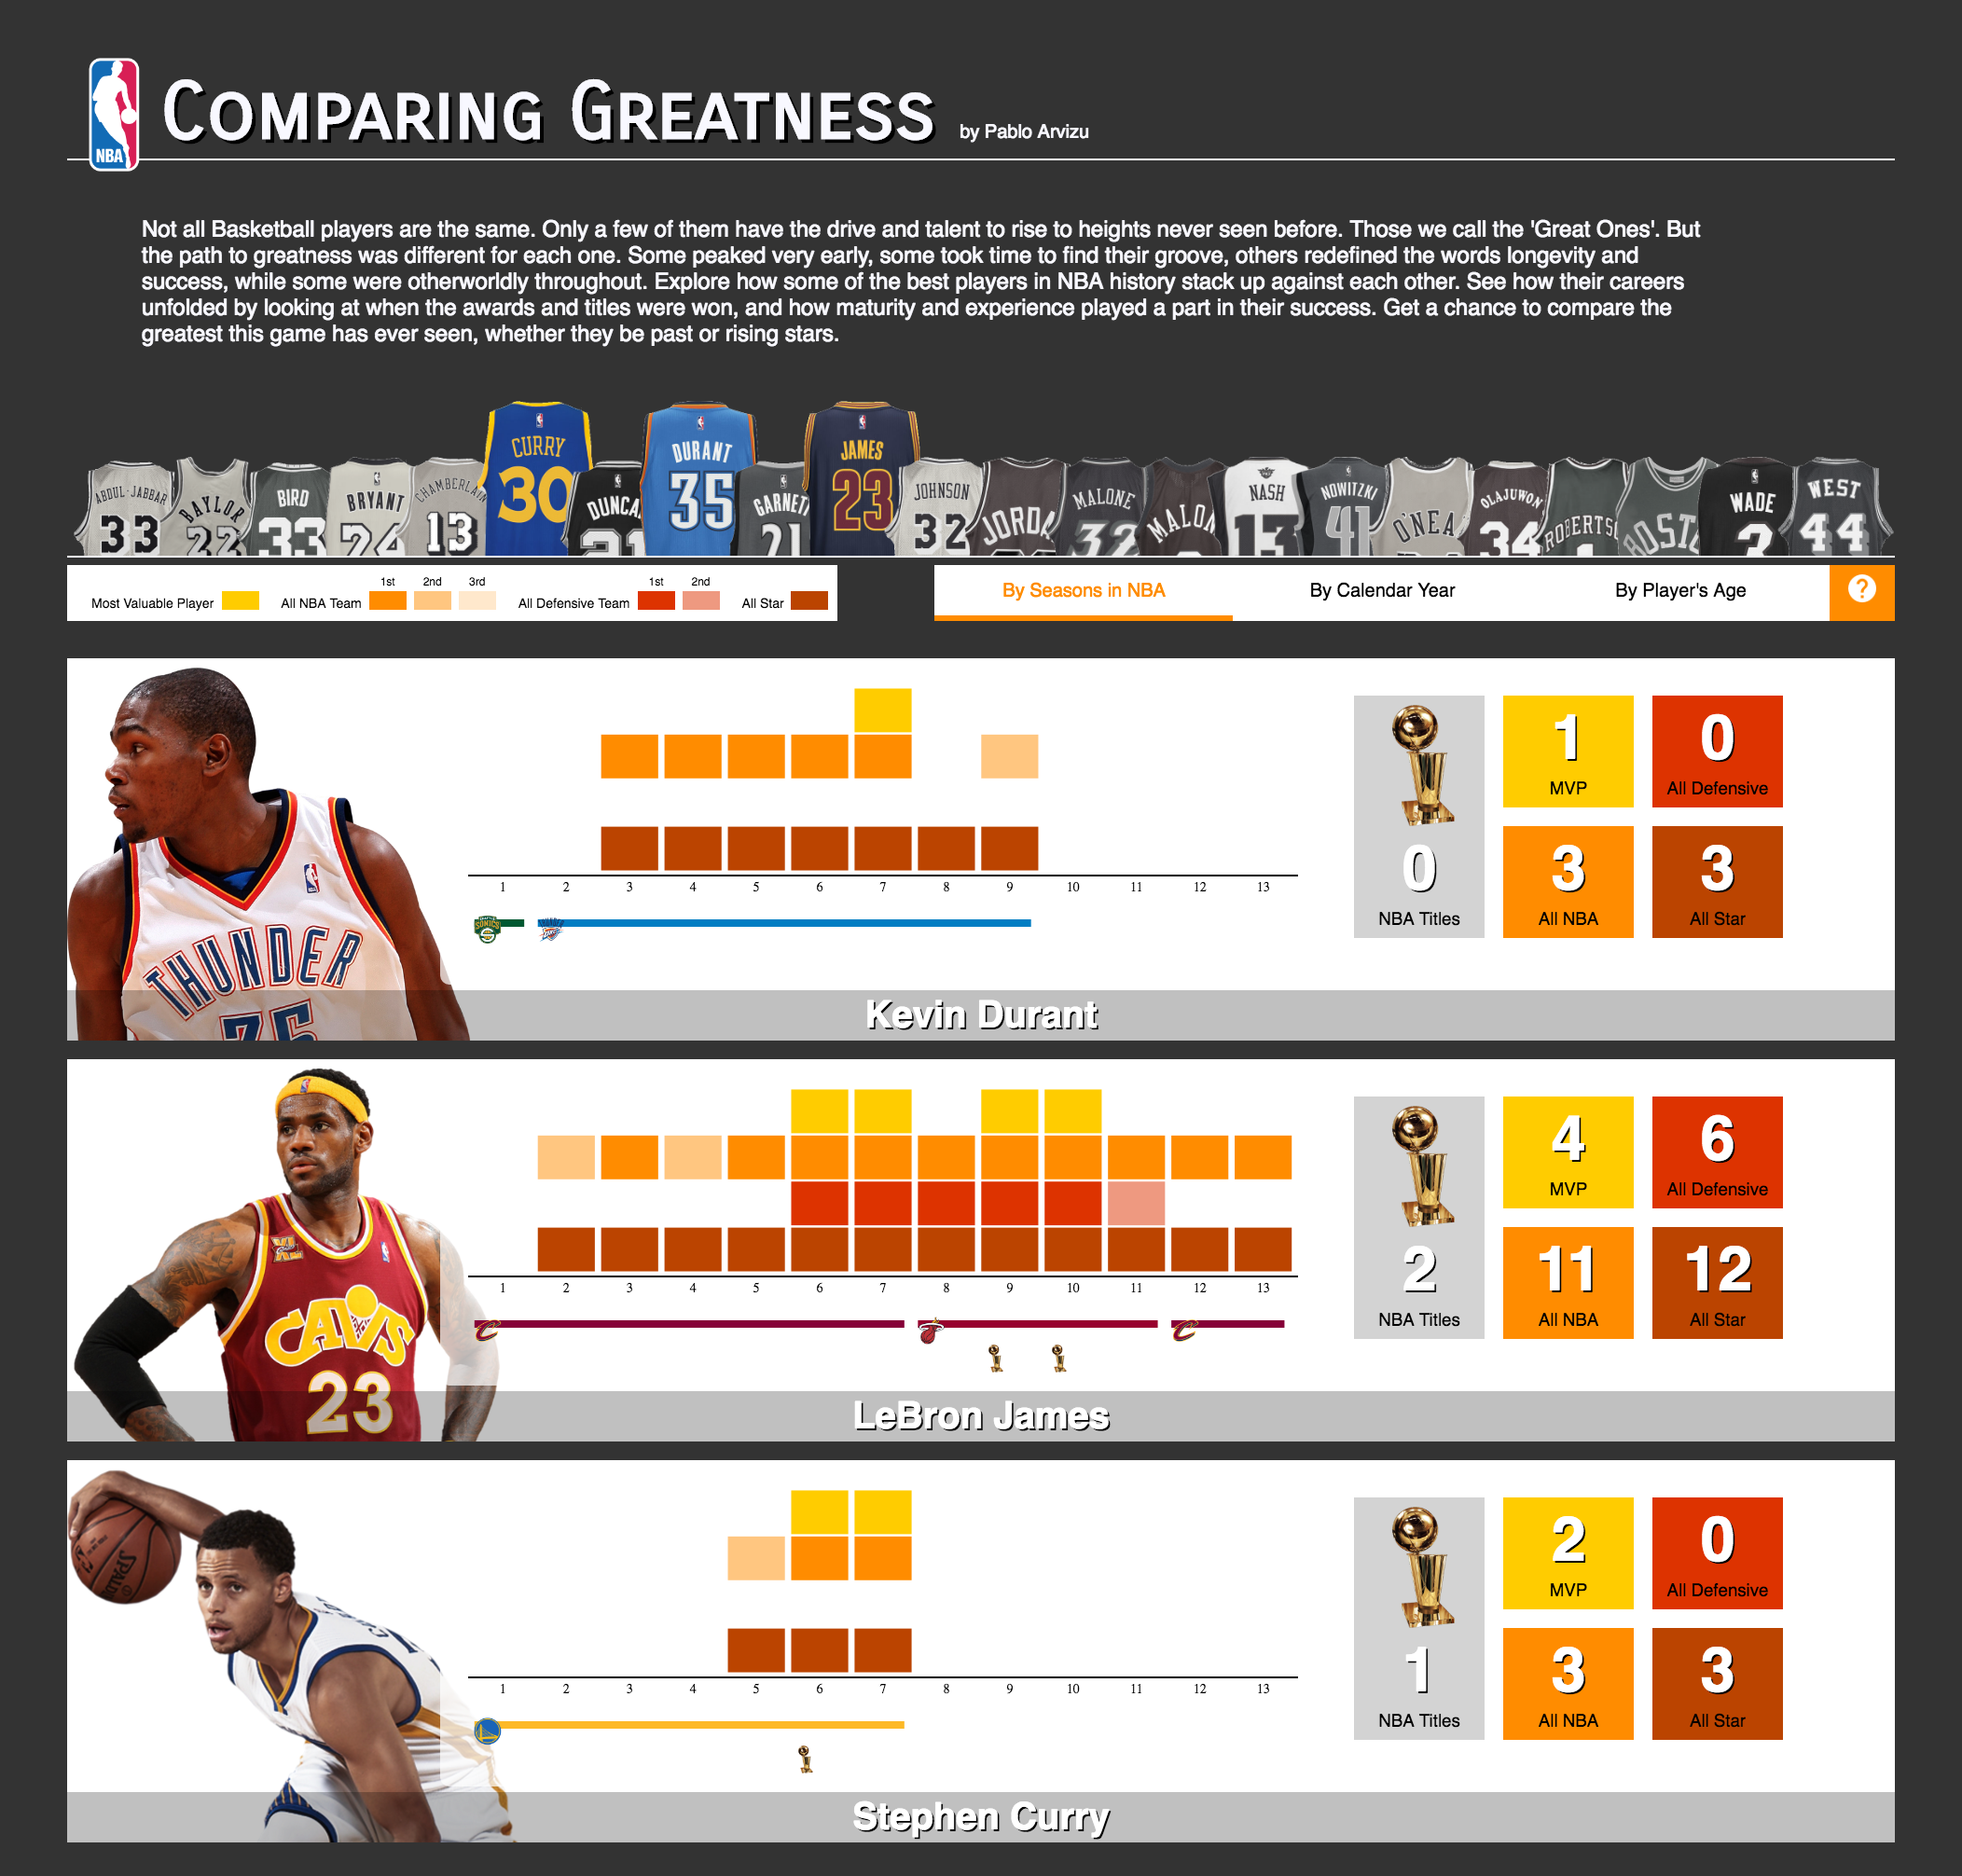 NBA
COMPARING GREATNESS by Pablo Arvizu
Not all Basketball players are the same. Only a few of them have the drive and talent to rise to heights never seen before. Those we call the 'Great Ones'. But
the path to greatness was different for each one. Some peaked very early, some took time to find their groove, others redefined the words longevity and
success, while some were otherworldly throughout. Explore how some of the best players in NBA history stack up against each other. See how their careers
unfolded by looking at when the awards and titles were won, and how maturity and experience played a part in their success. Get a chance to compare the
greatest this game has ever seen, whether they be past or rising stars.
ABDUL-JABBAR 33
BAYLOR 22
BIRD 33
BRYANT 24
CHAMBERLAIN 13
CURRY 30
DUNCA 21
DURANT 35
GARNET 21
JAMES 23
JOHNSON 32
JORDA
MALONE 32
MALON
NASH 13
NOWITZKI 41
O'NEA
OLAJUWON 34
ROBERTSO 1
BOSTO
WADE 3
WEST 44
1st 2nd 3rd 1st 2nd
Most Valuable Player All NBA Team All Defensive Team All Star
By Seasons in NBA By Calendar Year By Player's Age ?
THUNDER
35
1 2 3 4 5 6 7 8 9 10 11 12 13
SONICS
1 MVP
0 All Defensive
0 NBA Titles
3 All NBA
3 All Star
Kevin Durant
CAVS
23
1 2 3 4 5 6 7 8 9 10 11 12 13
4 MVP
6 All Defensive
2 NBA Titles
11 All NBA
12 All Star
LeBron James
SPALD
1 2 3 4 5 6 7 8 9 10 11 12 13
2 MVP
0 All Defensive
1 NBA Titles
3 All NBA
3 All Star
Stephen Curry